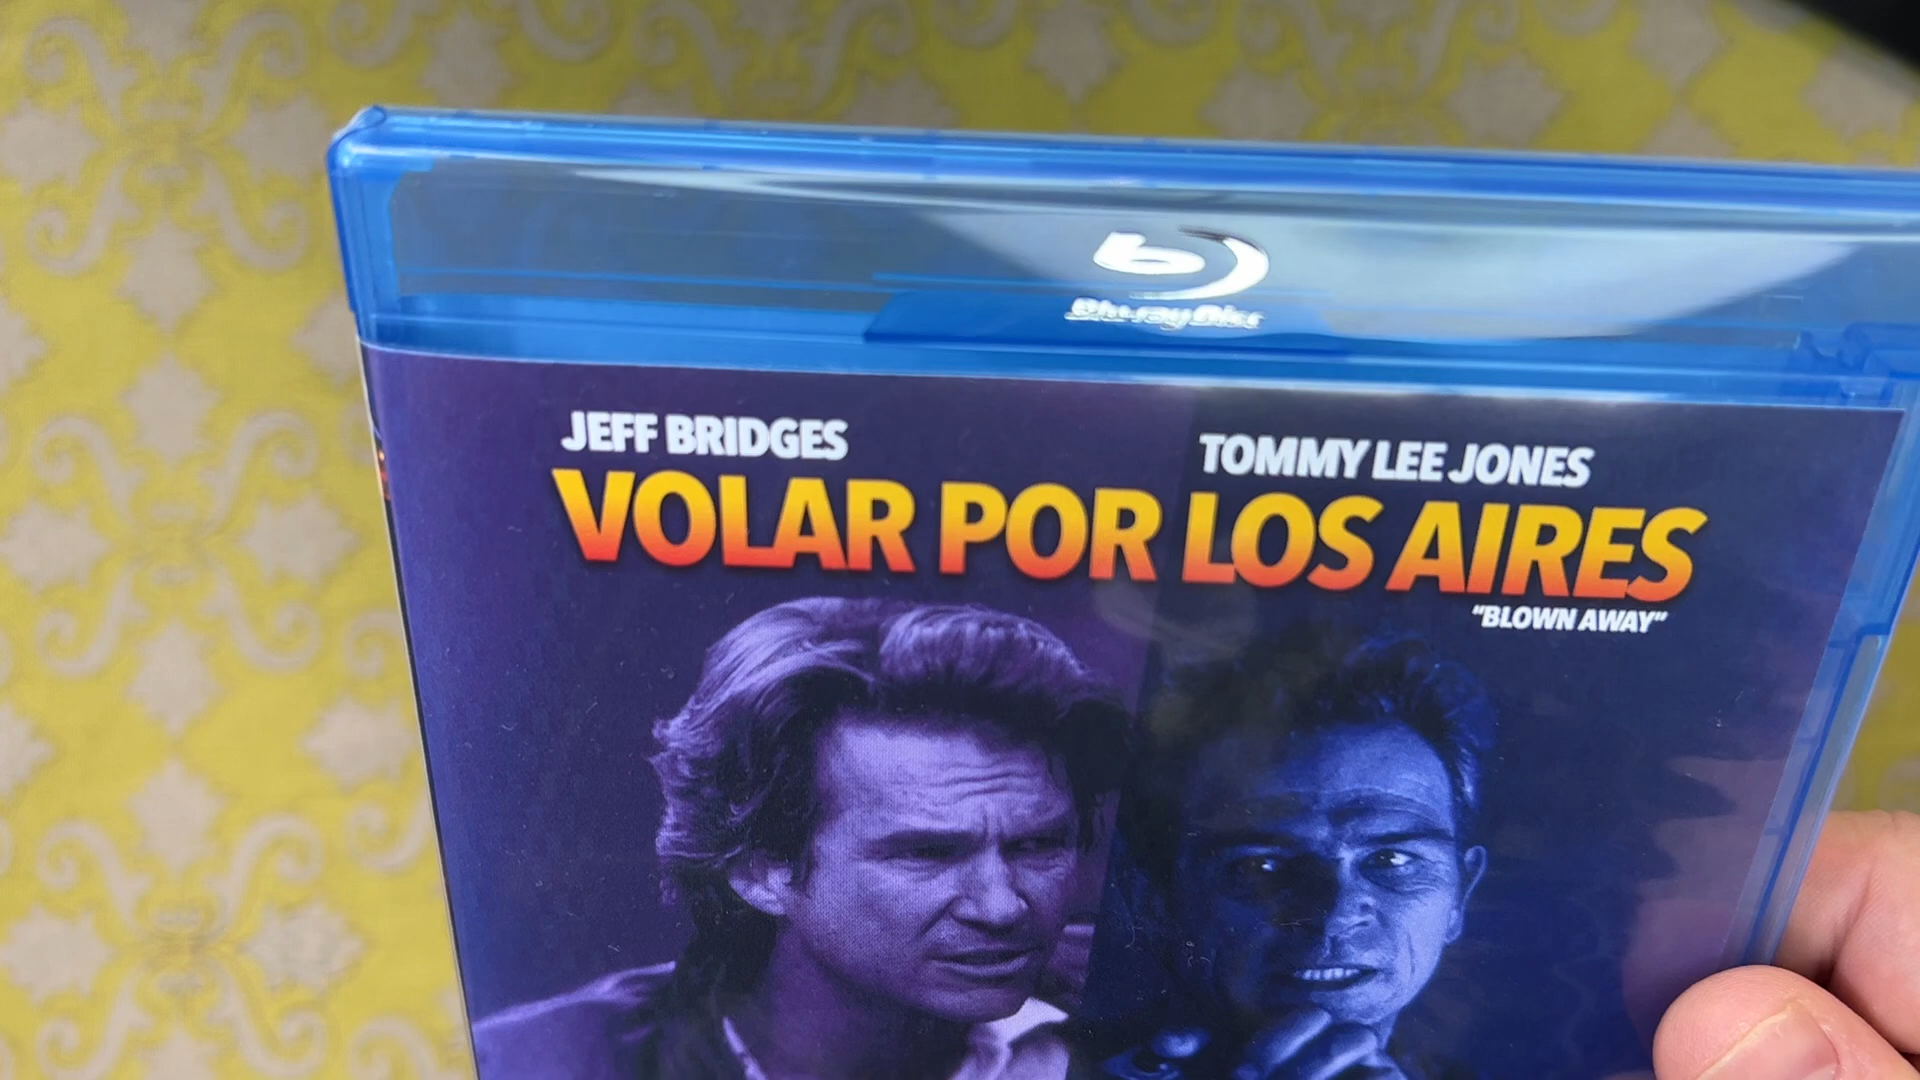 Blu-ray Disc
JEFF BRIDGES
TOMMY LEE JONES
VOLAR POR LOS AIRES
"BLOWN AWAY"